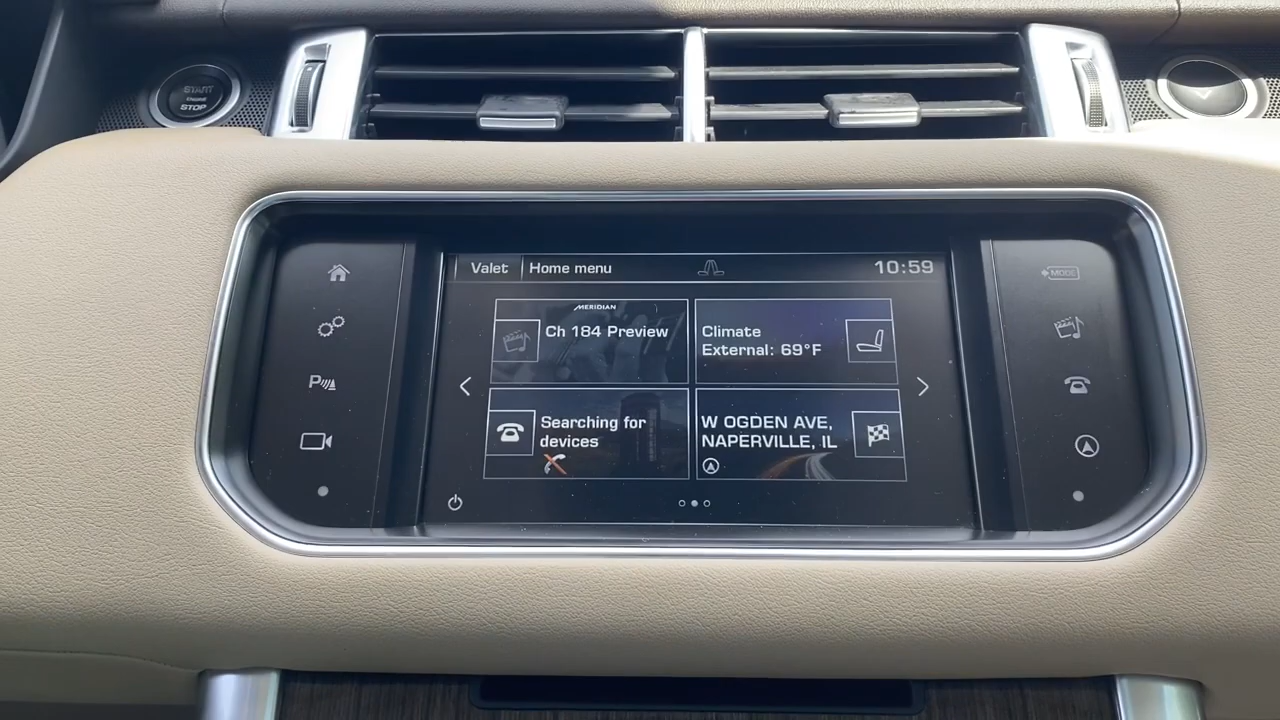 START
ENGINE
STOP
Valet
Home menu
10:59
MODE
MERIDIAN
Ch 184 Preview
Climate
External: 69°F
P
Searching for
devices
W OGDEN AVE,
NAPERVILLE, IL